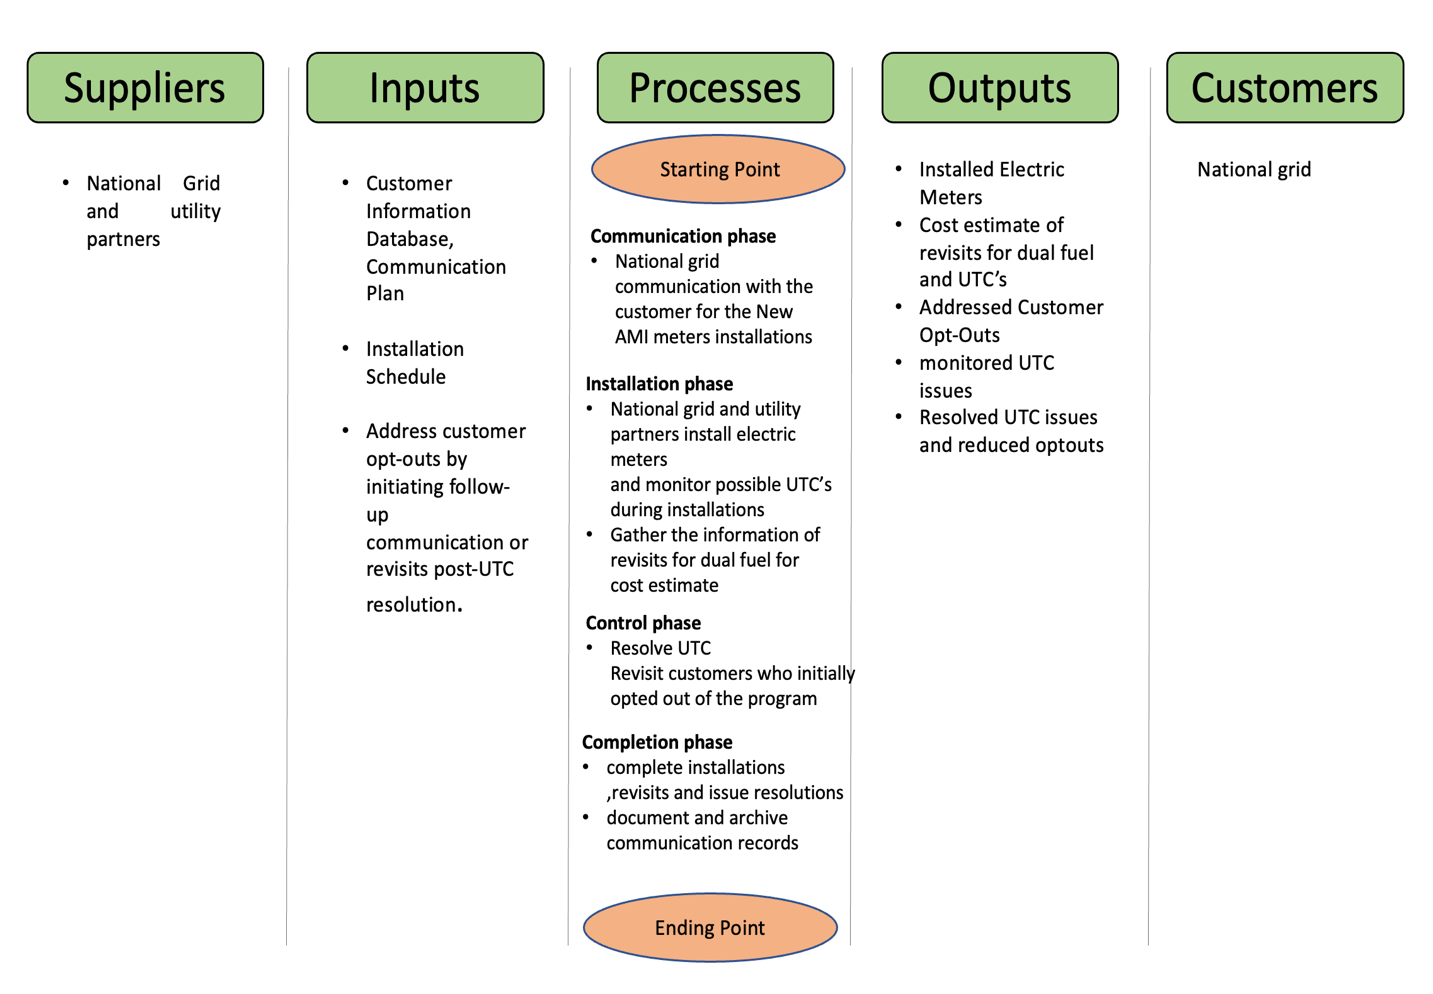 Suppliers
• National Grid
and utility
partners
Inputs
• Customer
Information
Database,
Communication
Plan
• Installation
Schedule
• Address customer
opt-outs by
initiating follow-
up
communication or
revisits post-UTC
resolution.
Processes
Starting Point
Communication phase
• National grid
communication with the
customer for the New
AMI meters installations
Installation phase
• National grid and utility
partners install electric
meters
and monitor possible UTC’s
during installations
• Gather the information of
revisits for dual fuel for
cost estimate
Control phase
• Resolve UTC
Revisit customers who initially
opted out of the program
Completion phase
• complete installations
,revisits and issue resolutions
• document and archive
communication records
Ending Point
Outputs
• Installed Electric
Meters
• Cost estimate of
revisits for dual fuel
and UTC’s
• Addressed Customer
Opt-Outs
• monitored UTC
issues
• Resolved UTC issues
and reduced optouts
Customers
National grid